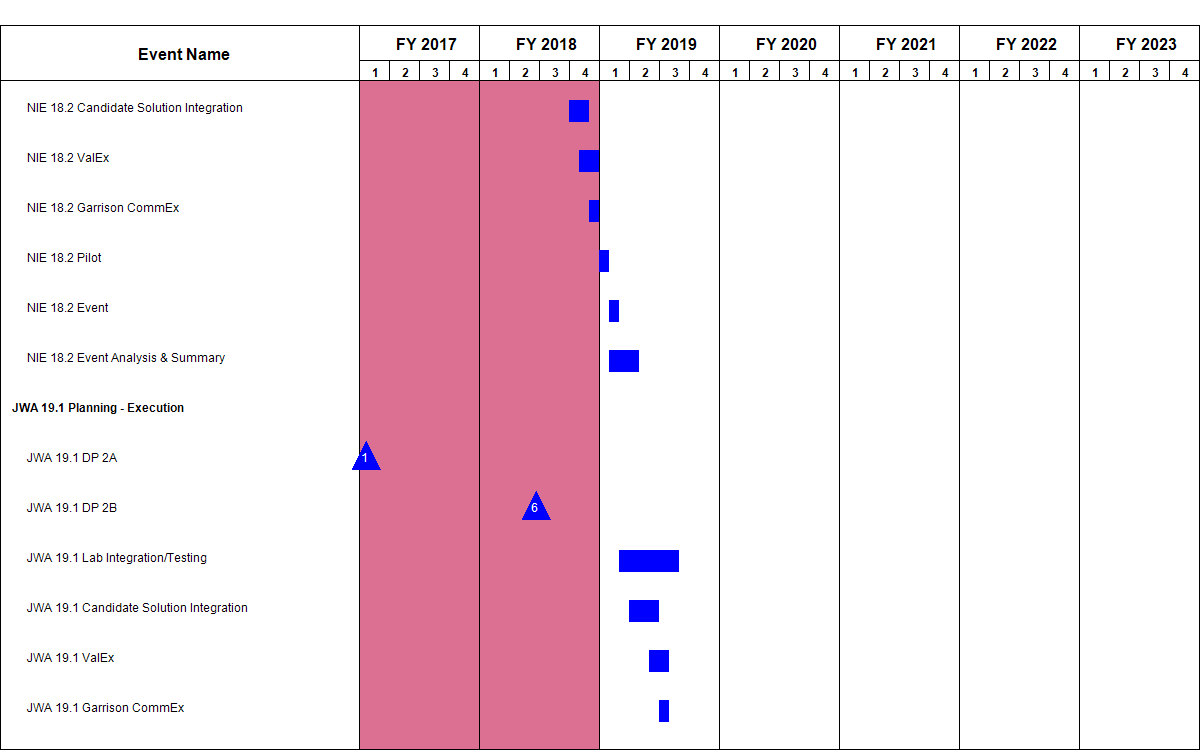 Event Name
FY 2017 FY 2018 FY 2019 FY 2020 FY 2021 FY 2022 FY 2023
1 2 3 4 1 2 3 4 1 2 3 4 1 2 3 4 1 2 3 4 1 2 3 4 1 2 3 4
NIE 18.2 Candidate Solution Integration
NIE 18.2 ValEx
NIE 18.2 Garrison CommEx
NIE 18.2 Pilot
NIE 18.2 Event
NIE 18.2 Event Analysis & Summary
JWA 19.1 Planning - Execution
JWA 19.1 DP 2A 1
JWA 19.1 DP 2B 6
JWA 19.1 Lab Integration/Testing
JWA 19.1 Candidate Solution Integration
JWA 19.1 ValEx
JWA 19.1 Garrison CommEx